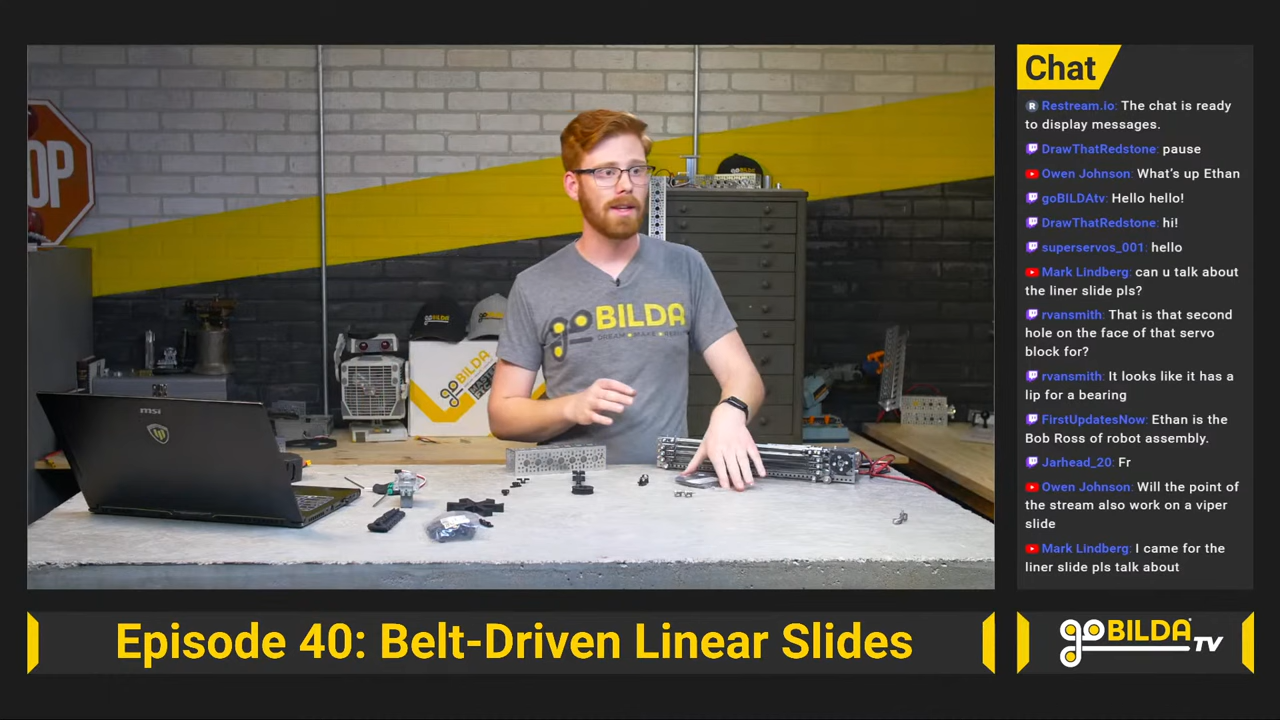 OP
msi
goBILDA
DREAM • MAKE •
goBILDA
Episode 40: Belt-Driven Linear Slides
Chat
Restream.io: The chat is ready
to display messages.
DrawThatRedstone: pause
Owen Johnson: What's up Ethan
goBILDAtv: Hello hello!
DrawThatRedstone: hi!
superservos_001: hello
Mark Lindberg: can u talk about
the liner slide pls?
rvansmith: That is that second
hole on the face of that servo
block for?
rvansmith: It looks like it has a
lip for a bearing
FirstUpdatesNow: Ethan is the
Bob Ross of robot assembly.
Jarhead_20: Fr
Owen Johnson: Will the point of
the stream also work on a viper
slide
Mark Lindberg: I came for the
liner slide pls talk about
goBILDA TV